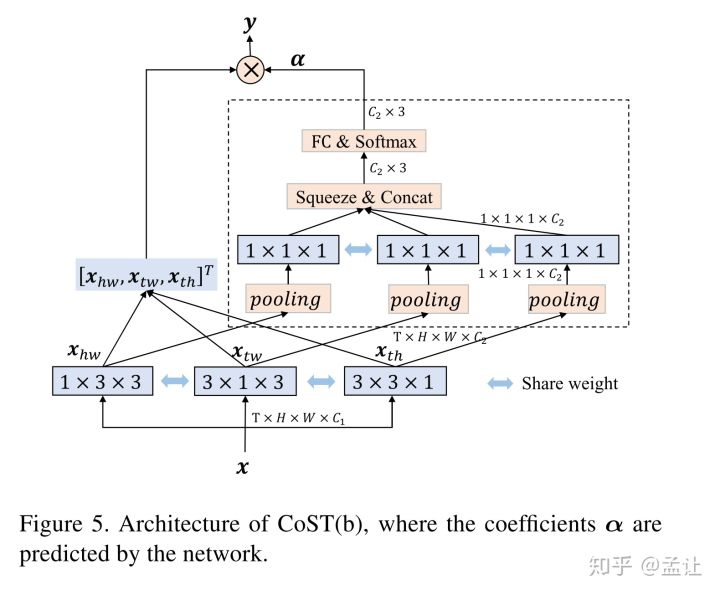 y
α
C₂ × 3
FC & Softmax
C₂ × 3
Squeeze & Concat
1 × 1 × 1 × C₂
1 × 1 × 1
1 × 1 × 1
1 × 1 × 1
[x_hw, x_tw, x_th]^T
1 × 1 × 1 × C₂
pooling
pooling
pooling
T × H × W × C₂
x_hw
x_tw
x_th
1 × 3 × 3
3 × 1 × 3
3 × 3 × 1
Share weight
T × H × W × C₁
x
Figure 5. Architecture of CoST(b), where the coefficients α are
predicted by the network.
知乎 @孟让